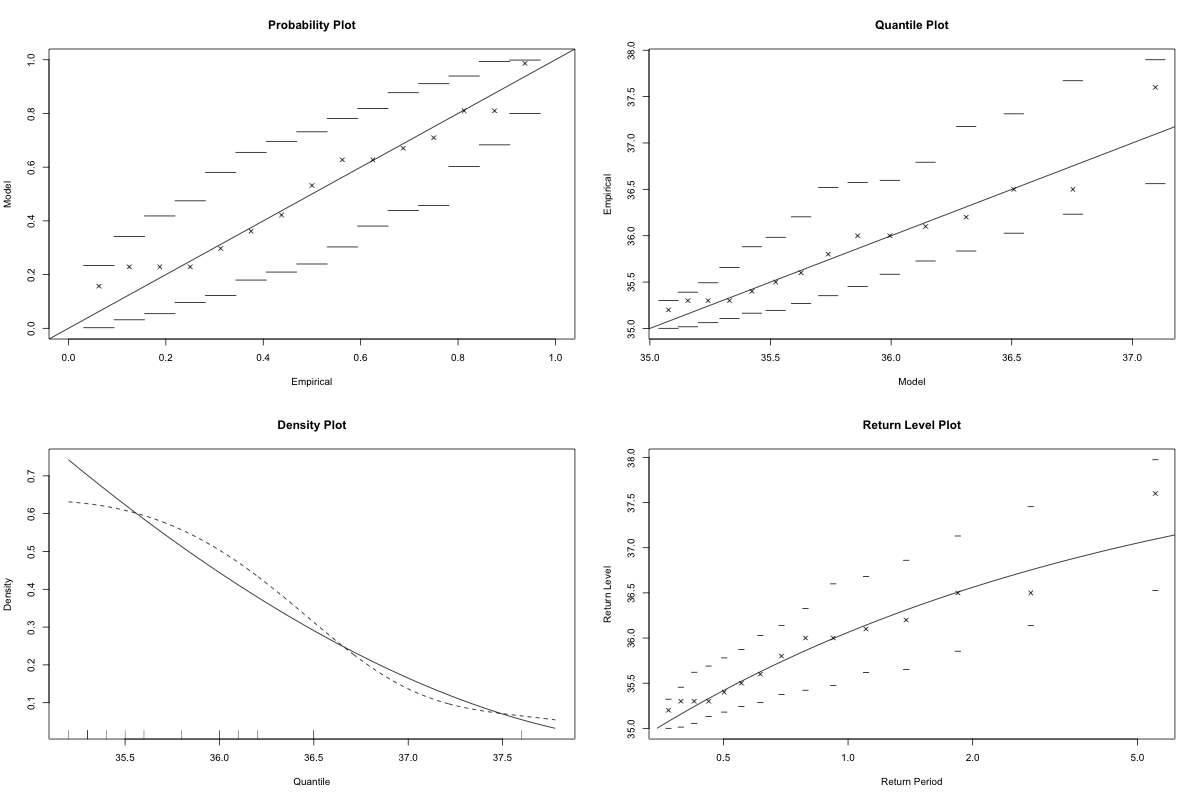 Probability Plot
Model
0.0 0.2 0.4 0.6 0.8 1.0
0.0 0.2 0.4 0.6 0.8 1.0
Empirical
Quantile Plot
Empirical
35.0 35.5 36.0 36.5 37.0 37.5 38.0
35.0 35.5 36.0 36.5 37.0
Model
Density Plot
Density
0.1 0.2 0.3 0.4 0.5 0.6 0.7
35.5 36.0 36.5 37.0 37.5
Quantile
Return Level Plot
Return Level
35.0 35.5 36.0 36.5 37.0 37.5 38.0
0.5 1.0 2.0 5.0
Return Period